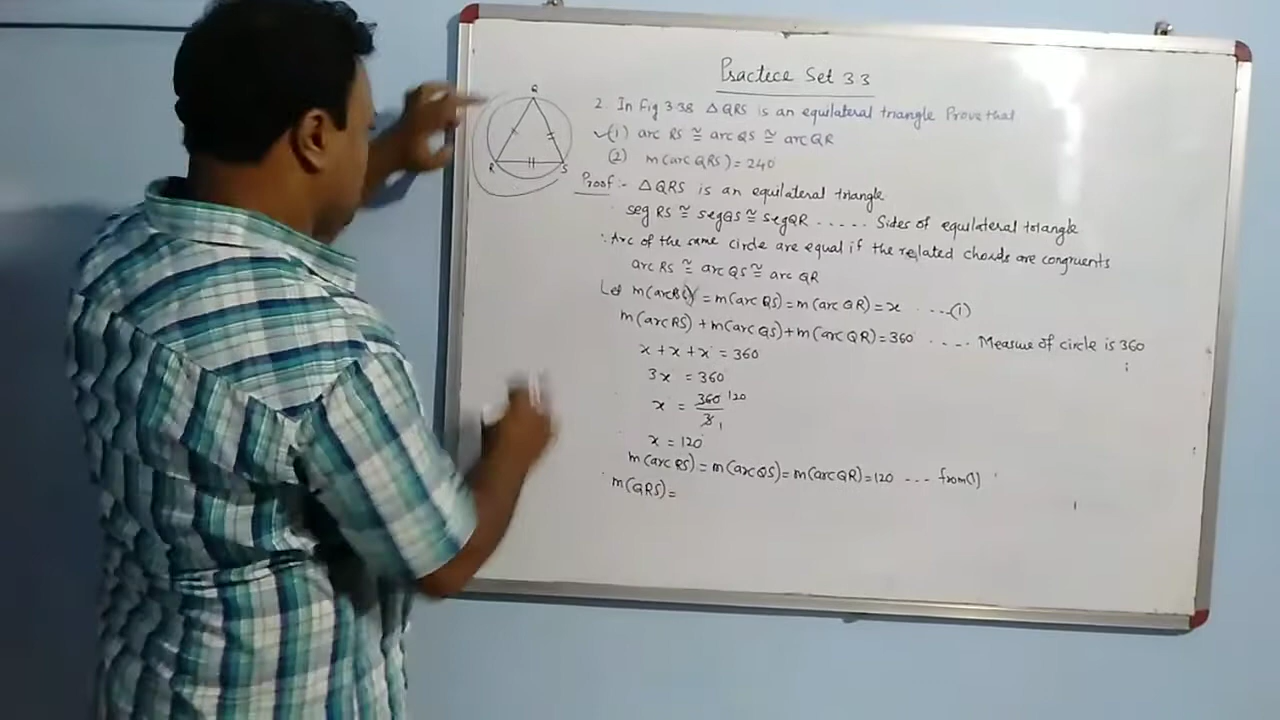 Practice Set 3 3
Q
R
S
2. In fig 3.38 △QRS is an equilateral triangle Prove that
(1) arc RS ≅ arc QS ≅ arc QR
(2) m(arc QRS) = 240
Proof :- △QRS is an equilateral triangle
seg RS ≅ seg QS ≅ seg QR ..... Sides of equilateral triangle
∴ Arc of the same circle are equal if the related chords are congruents
arc RS ≅ arc QS ≅ arc QR
Let m(arc RS) = m(arc QS) = m(arc QR) = x ....(1)
m(arc RS) + m(arc QS) + m(arc QR) = 360 .... Measure of circle is 360
x + x + x = 360
3x = 360
x = 360 120
3 1
x = 120
m(arc RS) = m(arc QS) = m(arc QR) = 120 --- from(1)
m(QRS) =